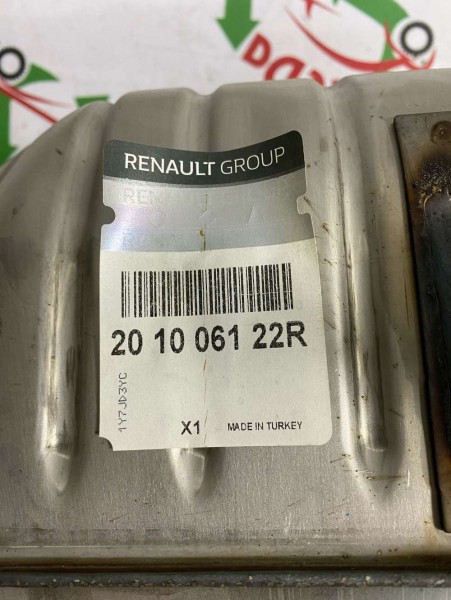 RENAULT GROUP
20 10 061 22R
1Y7JD3YC
X1 MADE IN TURKEY